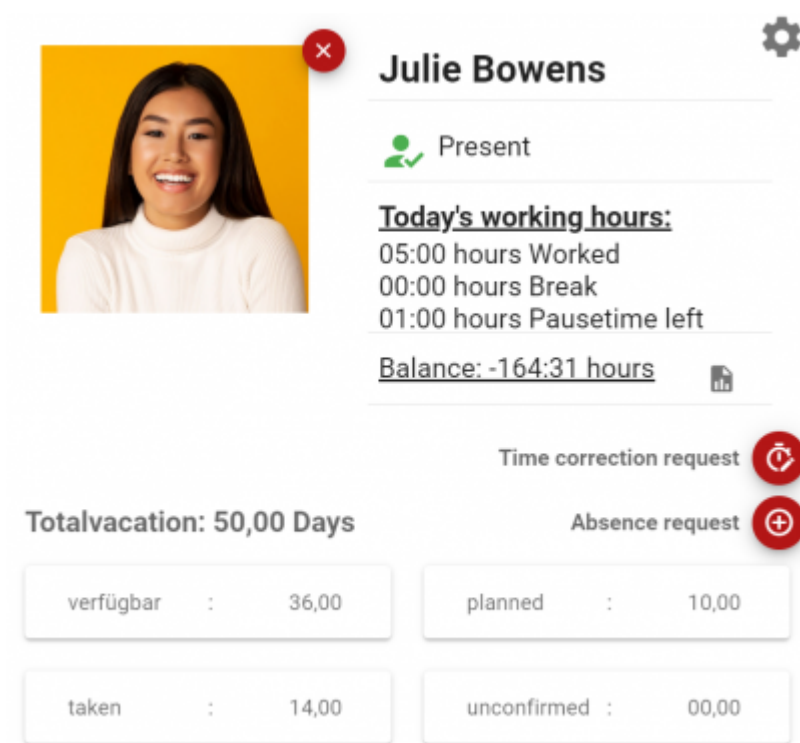 Julie Bowens
Present
Today's working hours:
05:00 hours Worked
00:00 hours Break
01:00 hours Pausetime left
Balance: -164:31 hours
Time correction request
Totalvacation: 50,00 Days
Absence request
verfügbar : 36,00
planned : 10,00
taken : 14,00
unconfirmed : 00,00